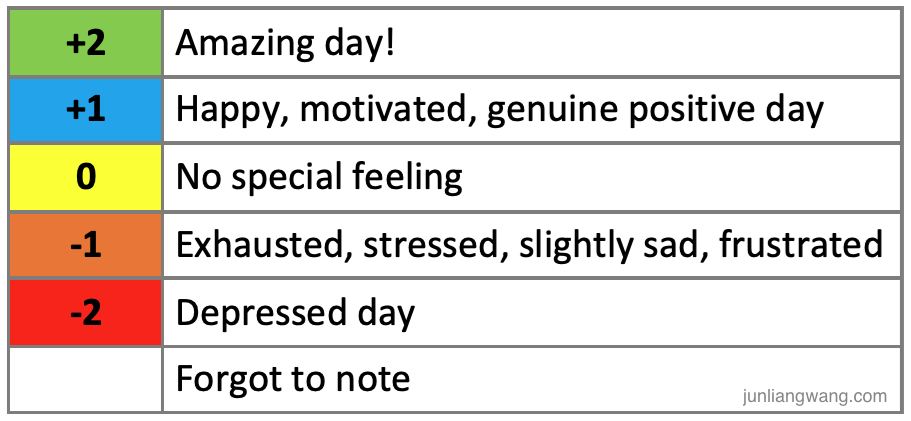 +2 Amazing day!
+1 Happy, motivated, genuine positive day
0 No special feeling
-1 Exhausted, stressed, slightly sad, frustrated
-2 Depressed day
Forgot to note
junliangwang.com